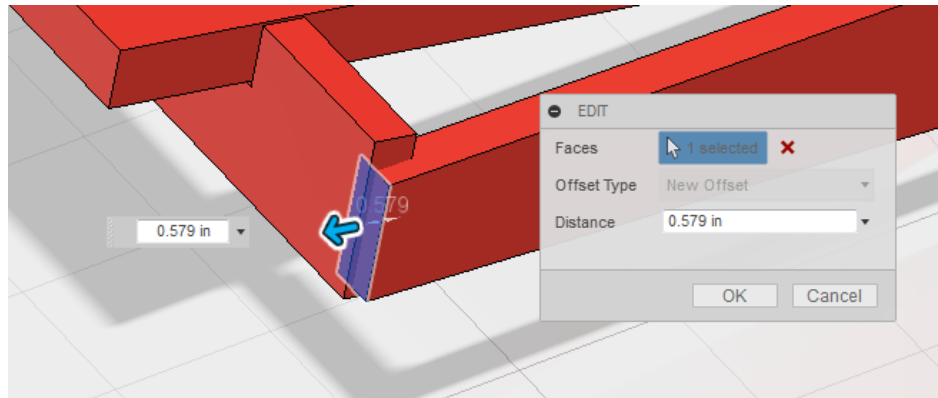 EDIT
Faces 1 selected
Offset Type New Offset
Distance 0.579 in
OK Cancel
0.579
0.579 in